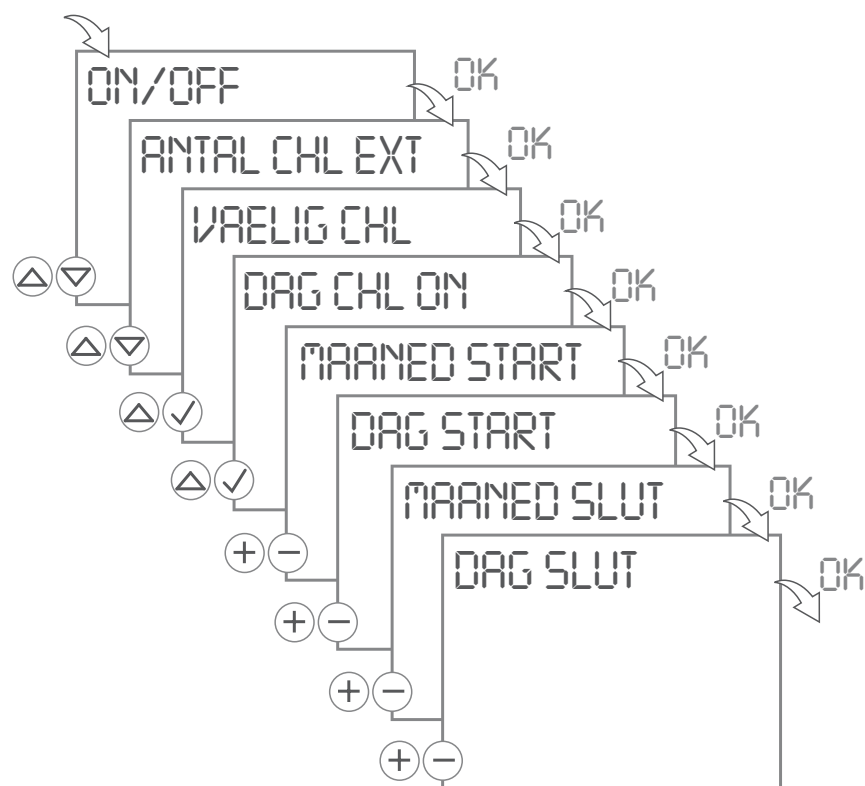 ON/OFF
OK
ANTAL CHL EXT
OK
VAELIG CHL
OK
DAG CHL ON
OK
MAANED START
OK
DAG START
OK
MAANED SLUT
OK
DAG SLUT
OK